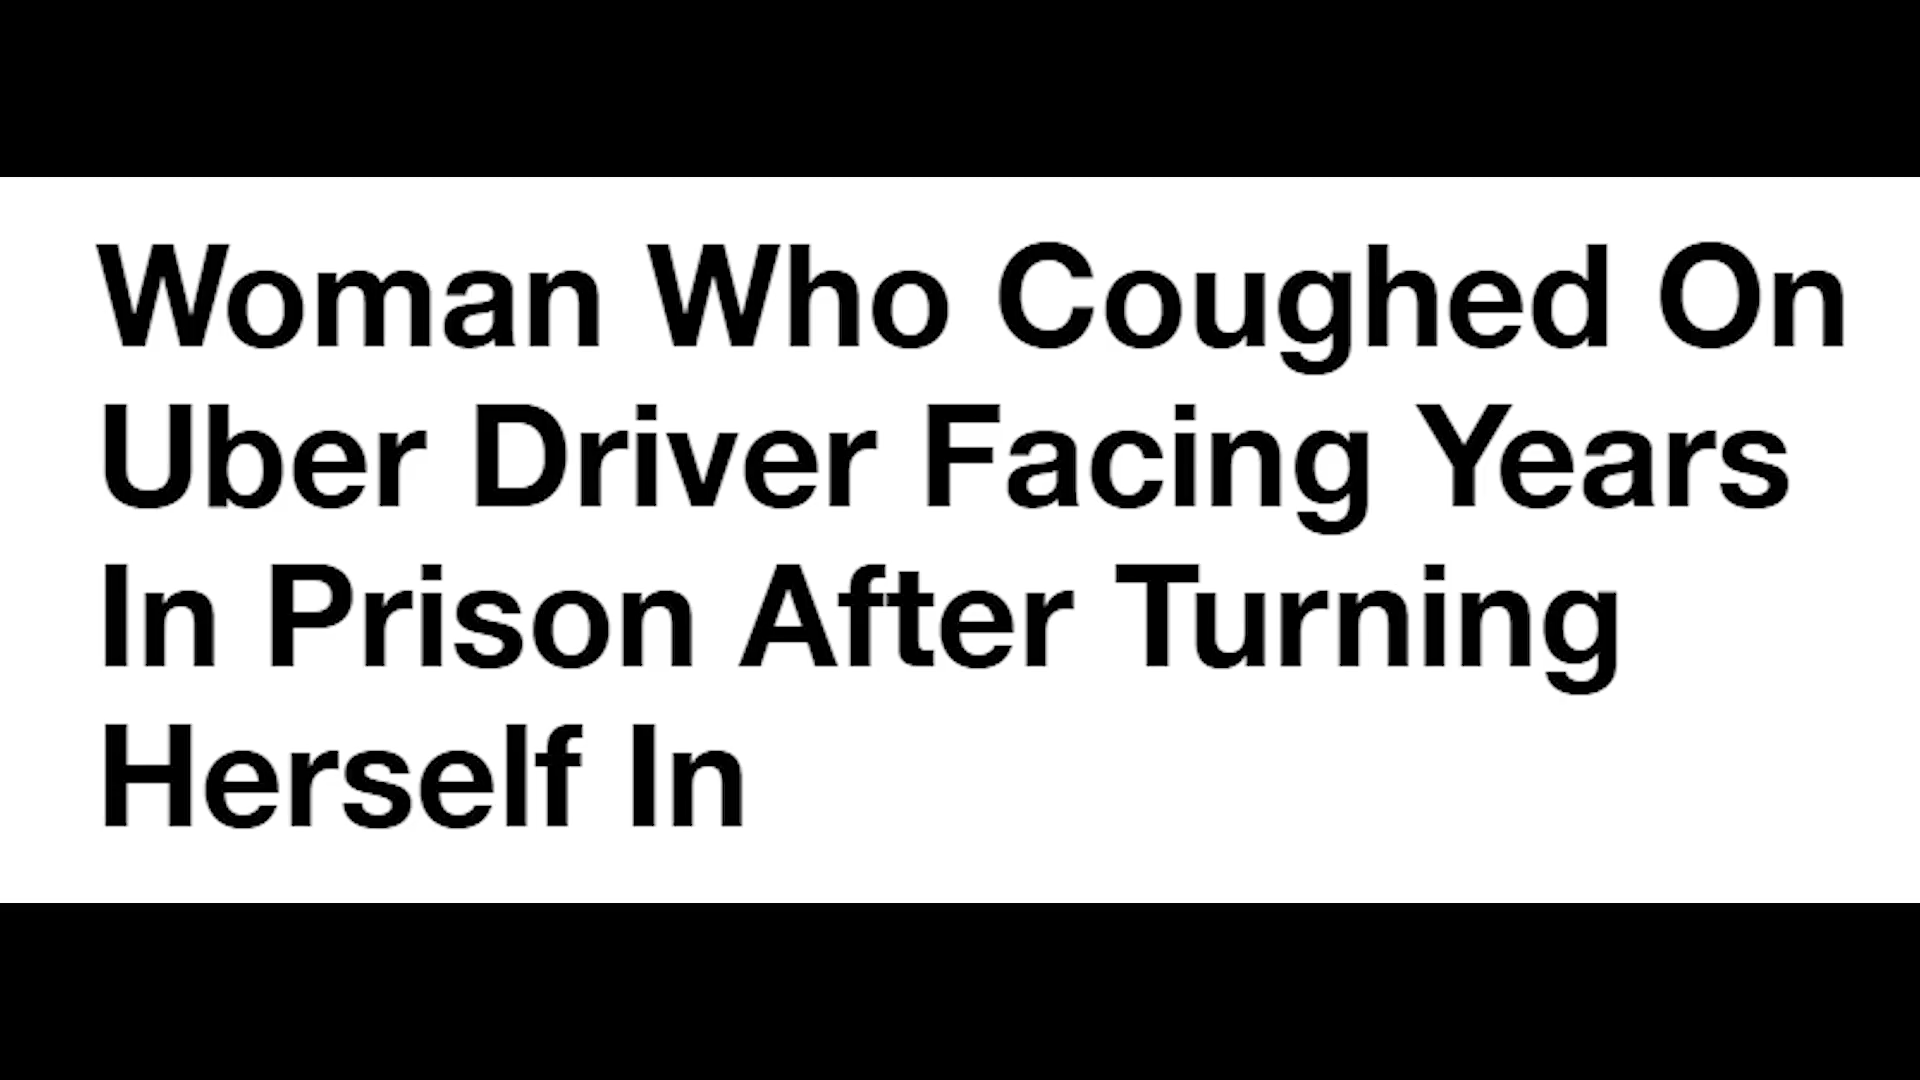 Woman Who Coughed On
Uber Driver Facing Years
In Prison After Turning
Herself In